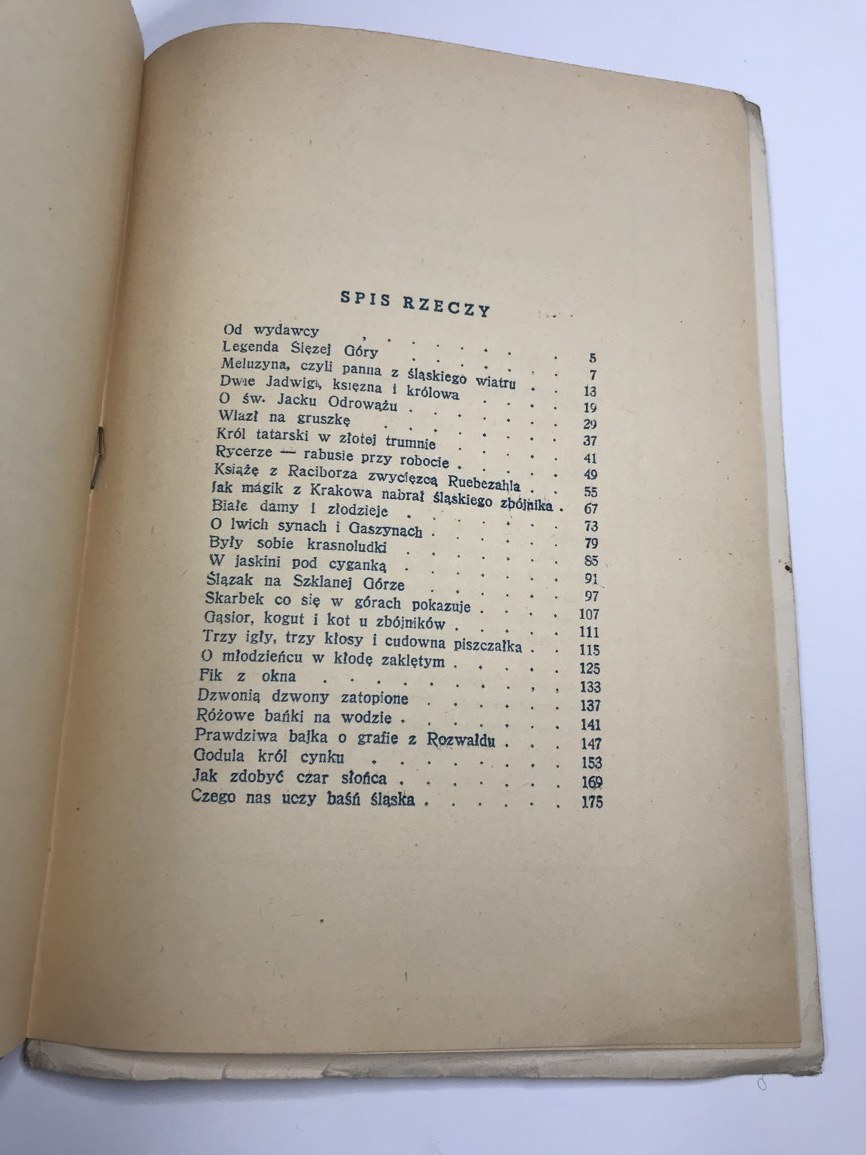 SPIS RZECZY
Od wydawcy . . . . . . . 5
Legenda Ślęzej Góry . . . . . . 7
Meluzyna, czyli panna z śląskiego wiatru . . 13
Dwie Jadwigi, księzna i królowa . . . . 19
O św. Jacku Odrowążu . . . . . . 29
Wlazł na gruszkę . . . . . . . 37
Król tatarski w złotej trumnie . . . . . 41
Rycerze — rabusie przy robocie . . . . 49
Książę z Raciborza zwycięzcą Ruebezahla . . 55
Jak magik z Krakowa nabrał śląskiego zbójnika . 67
Białe damy i złodzieje . . . . . . 73
O lwich synach i Gaszynach . . . . . 79
Były sobie krasnoludki . . . . . . 85
W jaskini pod cyganką . . . . . . 91
Ślązak na Szklanej Górze . . . . . 97
Skarbek co się w górach pokazuje . . . . 107
Gąsior, kogut i kot u zbójników . . . . . 111
Trzy igły, trzy kłosy i cudowna piszczałka . . 115
O młodzieńcu w kłodę zaklętym . . . . . 125
Fik z okna . . . . . . . . . 133
Dzwonią dzwony zatopione . . . . . . 137
Różowe bańki na wodzie . . . . . . 141
Prawdziwa bajka o grafie z Rozwaldu . . . 147
Godula król cynku . . . . . . . 153
Jak zdobyć czar słońca . . . . . . 169
Czego nas uczy baśń śląska . . . . . . 175